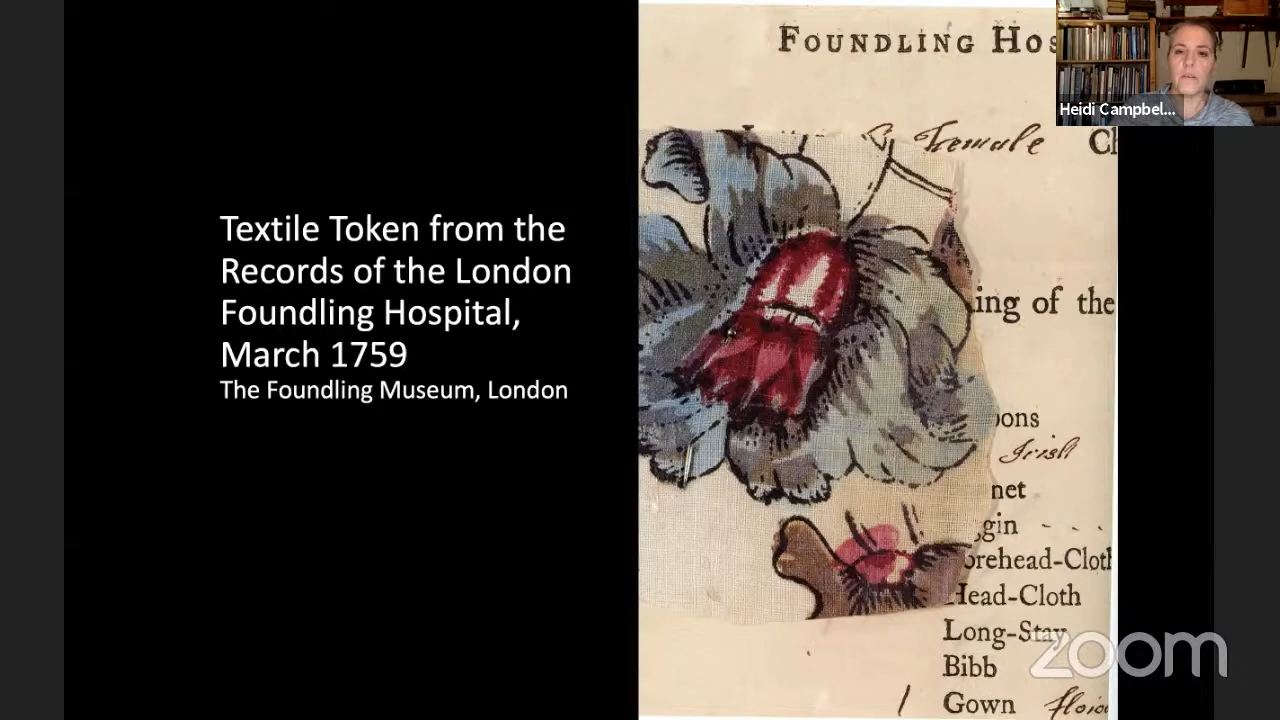 Textile Token from the
Records of the London
Foundling Hospital,
March 1759
The Foundling Museum, London
FOUNDLING HOS
Female Ch
ing of the
ons
Irish
net
gin - - . .
orehead-Cloth
Head-Cloth
Long-Stay
Bibb
Gown
Heidi Campbel...
zoom